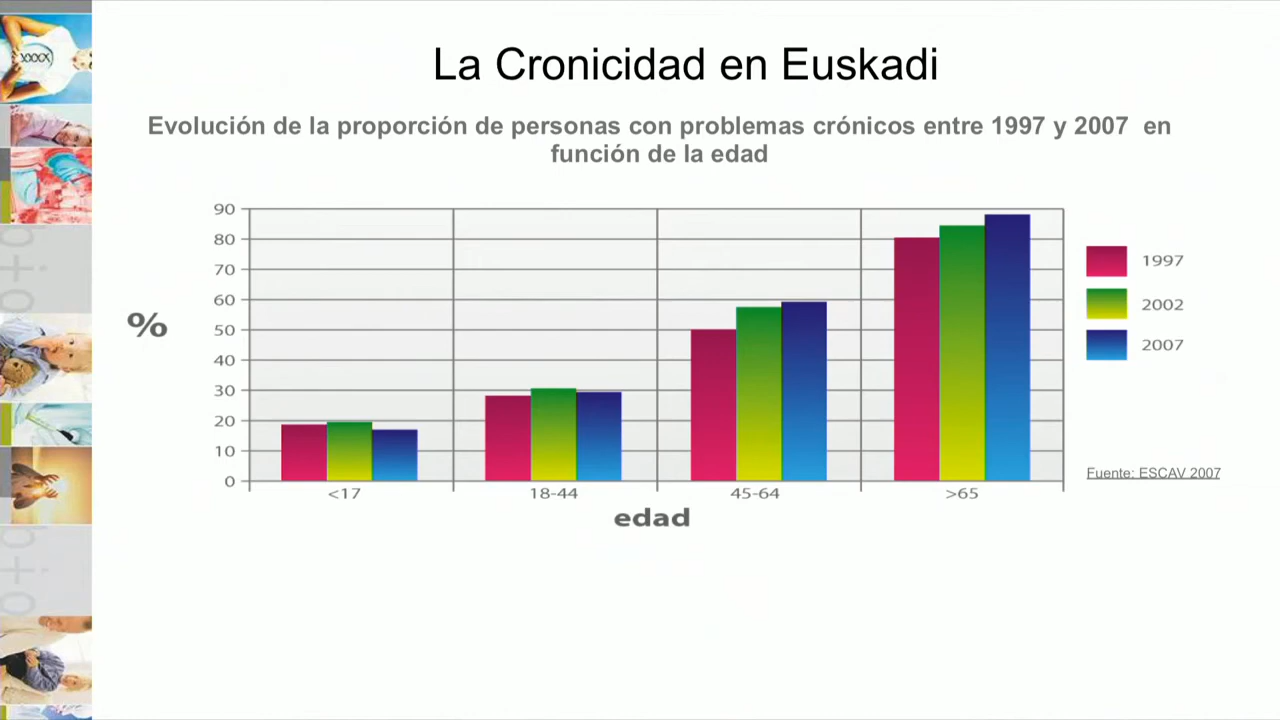 La Cronicidad en Euskadi
Evolución de la proporción de personas con problemas crónicos entre 1997 y 2007 en
función de la edad
90
80
70
60
50
40
30
20
10
0
%
<17
18-44
45-64
>65
edad
1997
2002
2007
Fuente: ESCAV 2007
XXXX
b+i
b+i